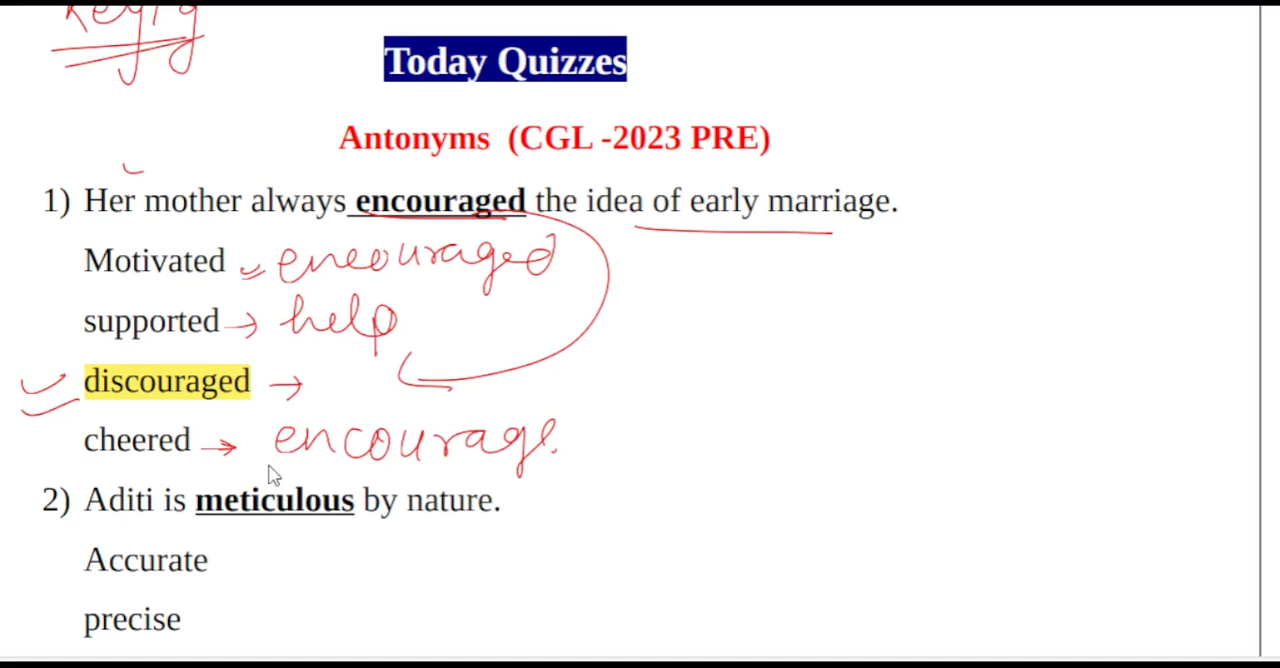 Today Quizzes
Antonyms (CGL -2023 PRE)
1) Her mother always encouraged the idea of early marriage.
Motivated encouraged
supported → help
discouraged →
cheered → encourage.
2) Aditi is meticulous by nature.
Accurate
precise